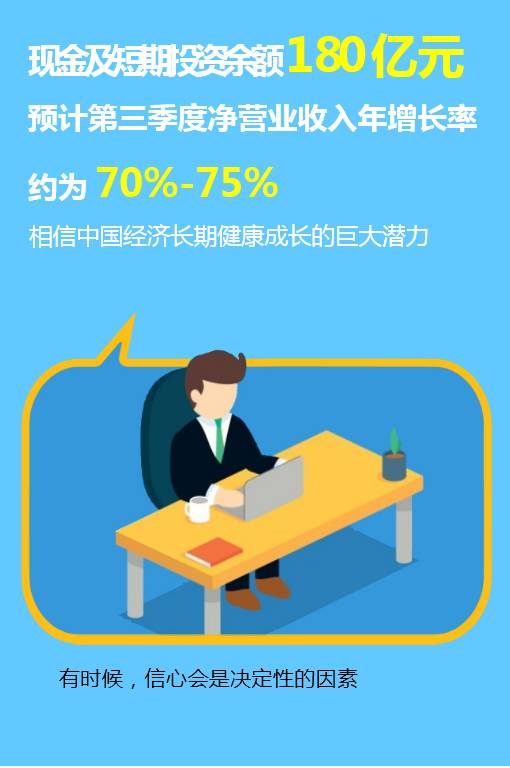 现金及短期投资余额180亿元
预计第三季度净营业收入年增长率
约为 70%-75%
相信中国经济长期健康成长的巨大潜力
有时候，信心会是决定性的因素